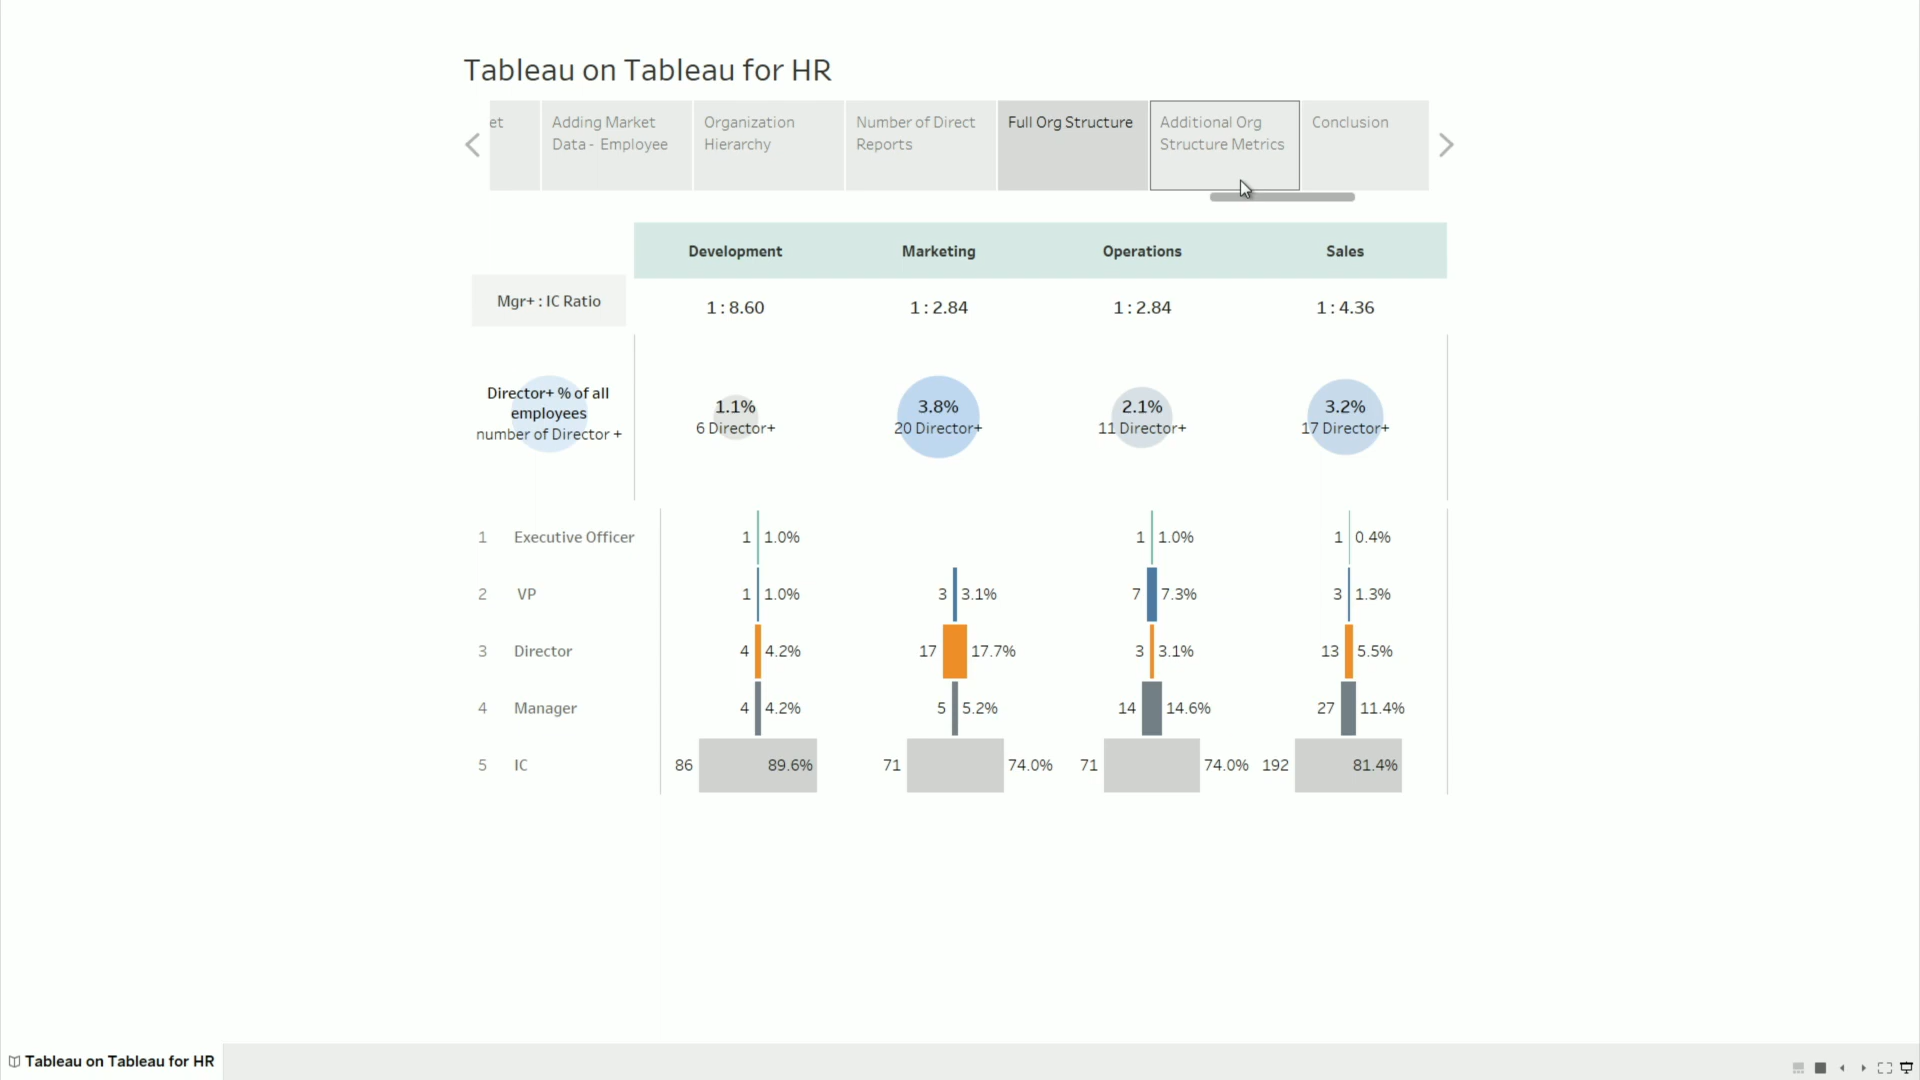 Tableau on Tableau for HR
et
Adding Market
Data - Employee
Organization
Hierarchy
Number of Direct
Reports
Full Org Structure
Additional Org
Structure Metrics
Conclusion
Development Marketing Operations Sales
Mgr+ : IC Ratio 1 : 8.60 1 : 2.84 1 : 2.84 1 : 4.36
Director+ % of all
employees
number of Director +
1.1%
6 Director+
3.8%
20 Director+
2.1%
11 Director+
3.2%
17 Director+
1 Executive Officer 1 1.0% 1 1.0% 1 0.4%
2 VP 1 1.0% 3 3.1% 7 7.3% 3 1.3%
3 Director 4 4.2% 17 17.7% 3 3.1% 13 5.5%
4 Manager 4 4.2% 5 5.2% 14 14.6% 27 11.4%
5 IC 86 89.6% 71 74.0% 71 74.0% 192 81.4%
Tableau on Tableau for HR